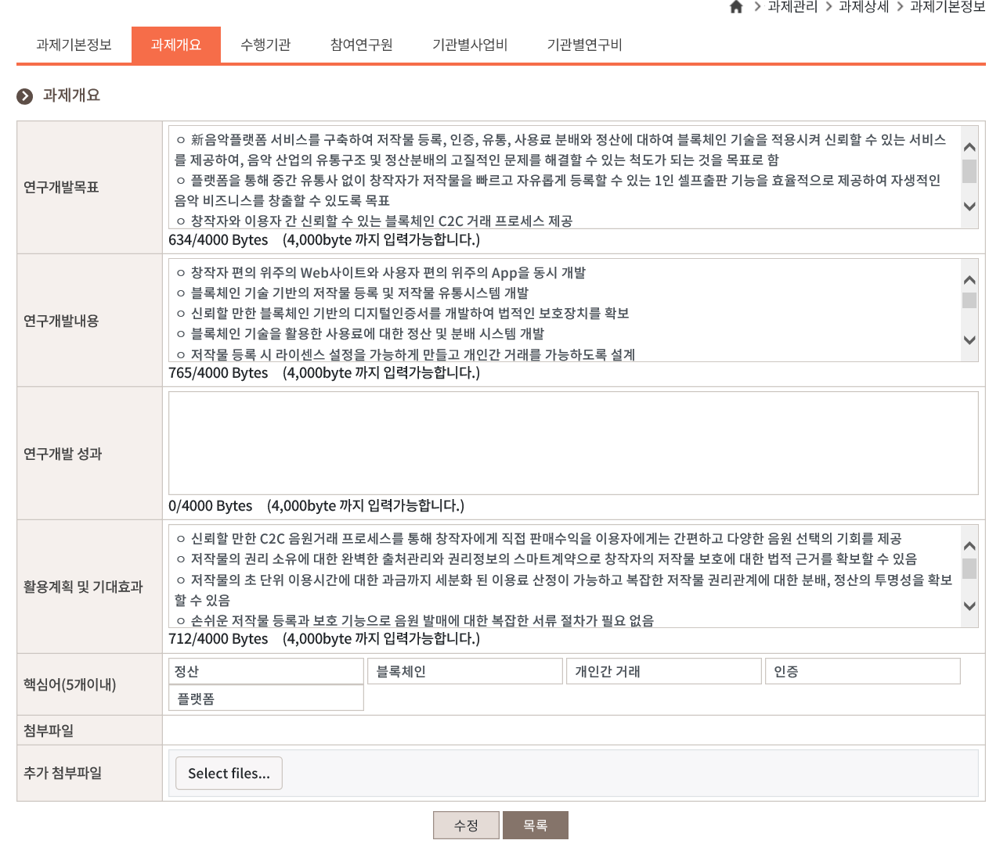 과제관리 > 과제상세 > 과제기본정보
과제기본정보 과제개요 수행기관 참여연구원 기관별사업비 기관별연구비
과제개요
연구개발목표
ㅇ 新음악플랫폼 서비스를 구축하여 저작물 등록, 인증, 유통, 사용료 분배와 정산에 대하여 블록체인 기술을 적용시켜 신뢰할 수 있는 서비스
를 제공하여, 음악 산업의 유통구조 및 정산분배의 고질적인 문제를 해결할 수 있는 척도가 되는 것을 목표로 함
ㅇ 플랫폼을 통해 중간 유통사 없이 창작자가 저작물을 빠르고 자유롭게 등록할 수 있는 1인 셀프출판 기능을 효율적으로 제공하여 자생적인
음악 비즈니스를 창출할 수 있도록 목표
ㅇ 창작자와 이용자 간 신뢰할 수 있는 블록체인 C2C 거래 프로세스 제공
634/4000 Bytes (4,000byte 까지 입력가능합니다.)
연구개발내용
ㅇ 창작자 편의 위주의 Web사이트와 사용자 편의 위주의 App을 동시 개발
ㅇ 블록체인 기술 기반의 저작물 등록 및 저작물 유통시스템 개발
ㅇ 신뢰할 만한 블록체인 기반의 디지털인증서를 개발하여 법적인 보호장치를 확보
ㅇ 블록체인 기술을 활용한 사용료에 대한 정산 및 분배 시스템 개발
ㅇ 저작물 등록 시 라이센스 설정을 가능하게 만들고 개인간 거래를 가능하도록 설계
765/4000 Bytes (4,000byte 까지 입력가능합니다.)
연구개발 성과
0/4000 Bytes (4,000byte 까지 입력가능합니다.)
활용계획 및 기대효과
ㅇ 신뢰할 만한 C2C 음원거래 프로세스를 통해 창작자에게 직접 판매수익을 이용자에게는 간편하고 다양한 음원 선택의 기회를 제공
ㅇ 저작물의 권리 소유에 대한 완벽한 출처관리와 권리정보의 스마트계약으로 창작자의 저작물 보호에 대한 법적 근거를 확보할 수 있음
ㅇ 저작물의 초 단위 이용시간에 대한 과금까지 세분화 된 이용료 산정이 가능하고 복잡한 저작물 권리관계에 대한 분배, 정산의 투명성을 확보
할 수 있음
ㅇ 손쉬운 저작물 등록과 보호 기능으로 음원 발매에 대한 복잡한 서류 절차가 필요 없음
712/4000 Bytes (4,000byte 까지 입력가능합니다.)
핵심어(5개이내)
정산 블록체인 개인간 거래 인증
플랫폼
첨부파일
추가 첨부파일
Select files...
수정 목록